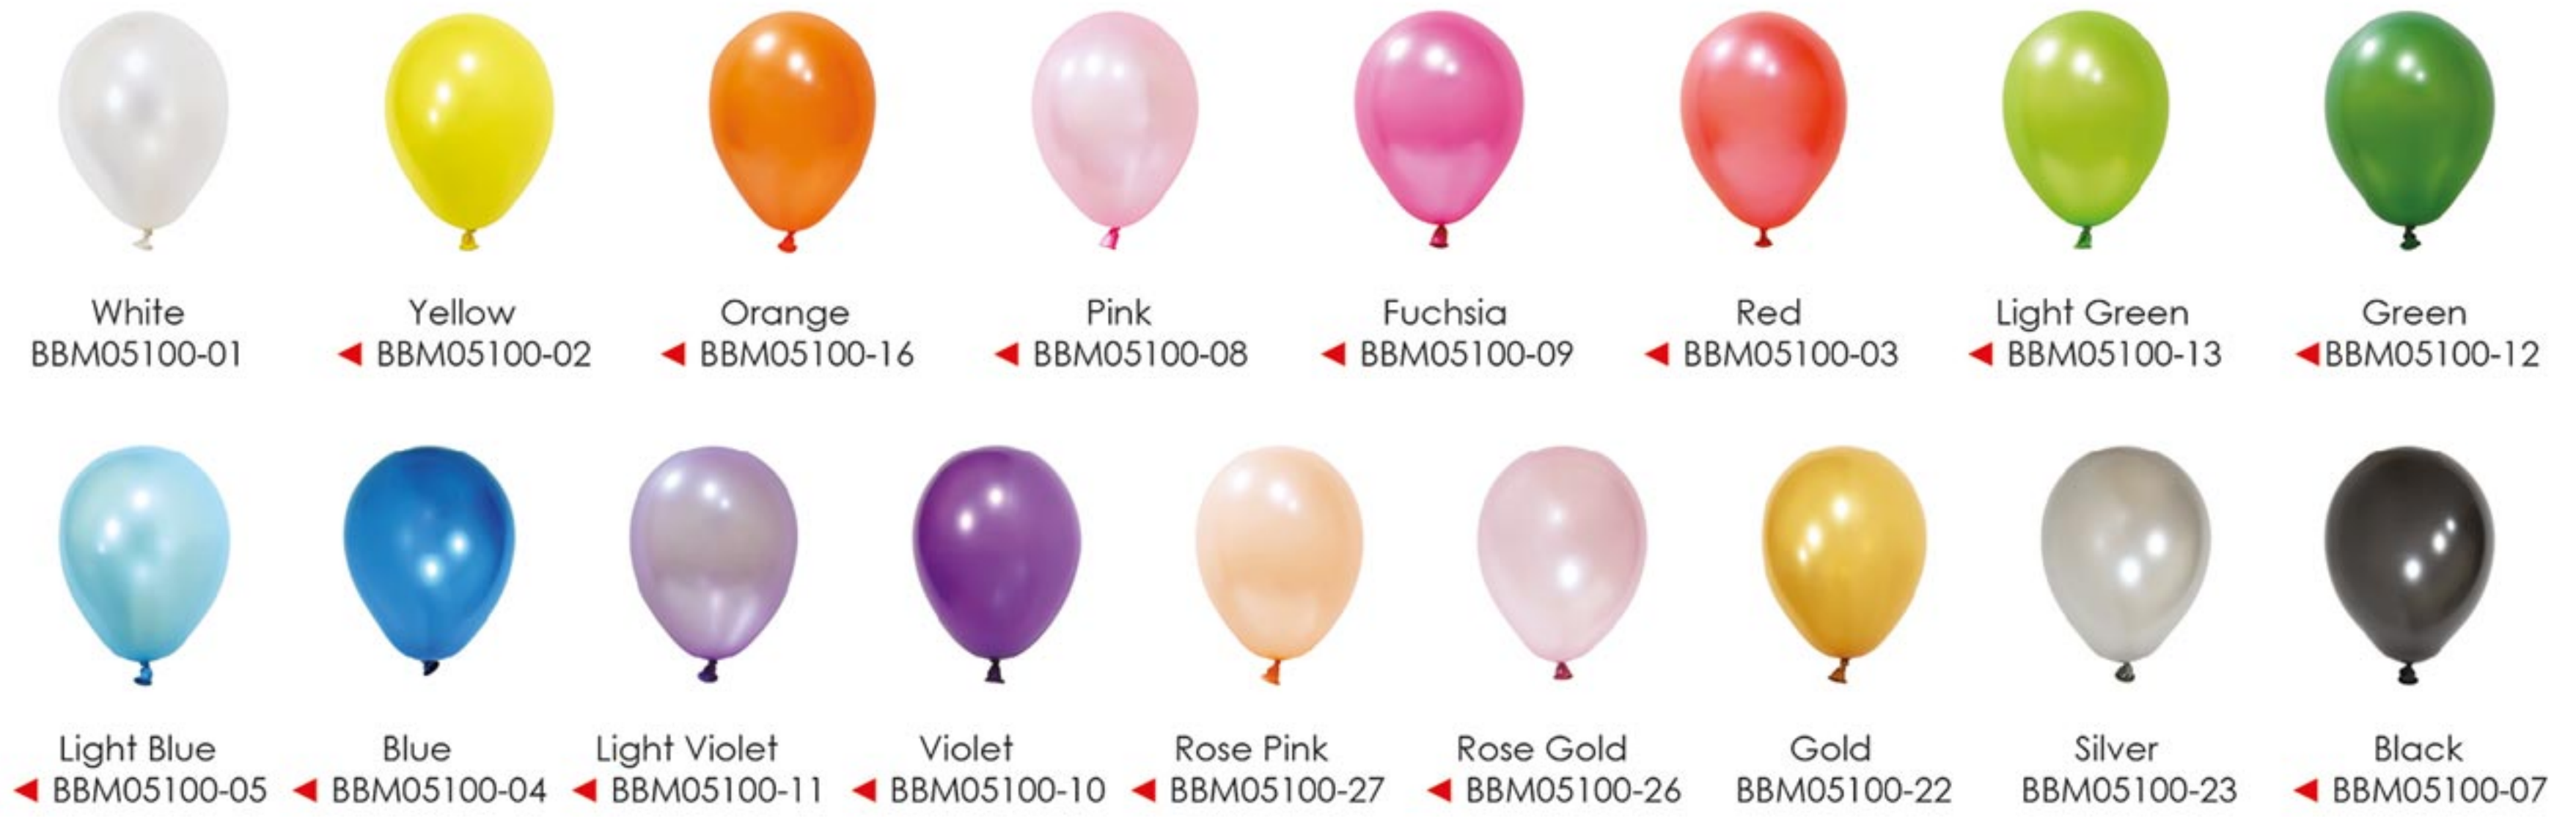 White
BBM05100-01
Yellow
BBM05100-02
Orange
BBM05100-16
Pink
BBM05100-08
Fuchsia
BBM05100-09
Red
BBM05100-03
Light Green
BBM05100-13
Green
BBM05100-12
Light Blue
BBM05100-05
Blue
BBM05100-04
Light Violet
BBM05100-11
Violet
BBM05100-10
Rose Pink
BBM05100-27
Rose Gold
BBM05100-26
Gold
BBM05100-22
Silver
BBM05100-23
Black
BBM05100-07